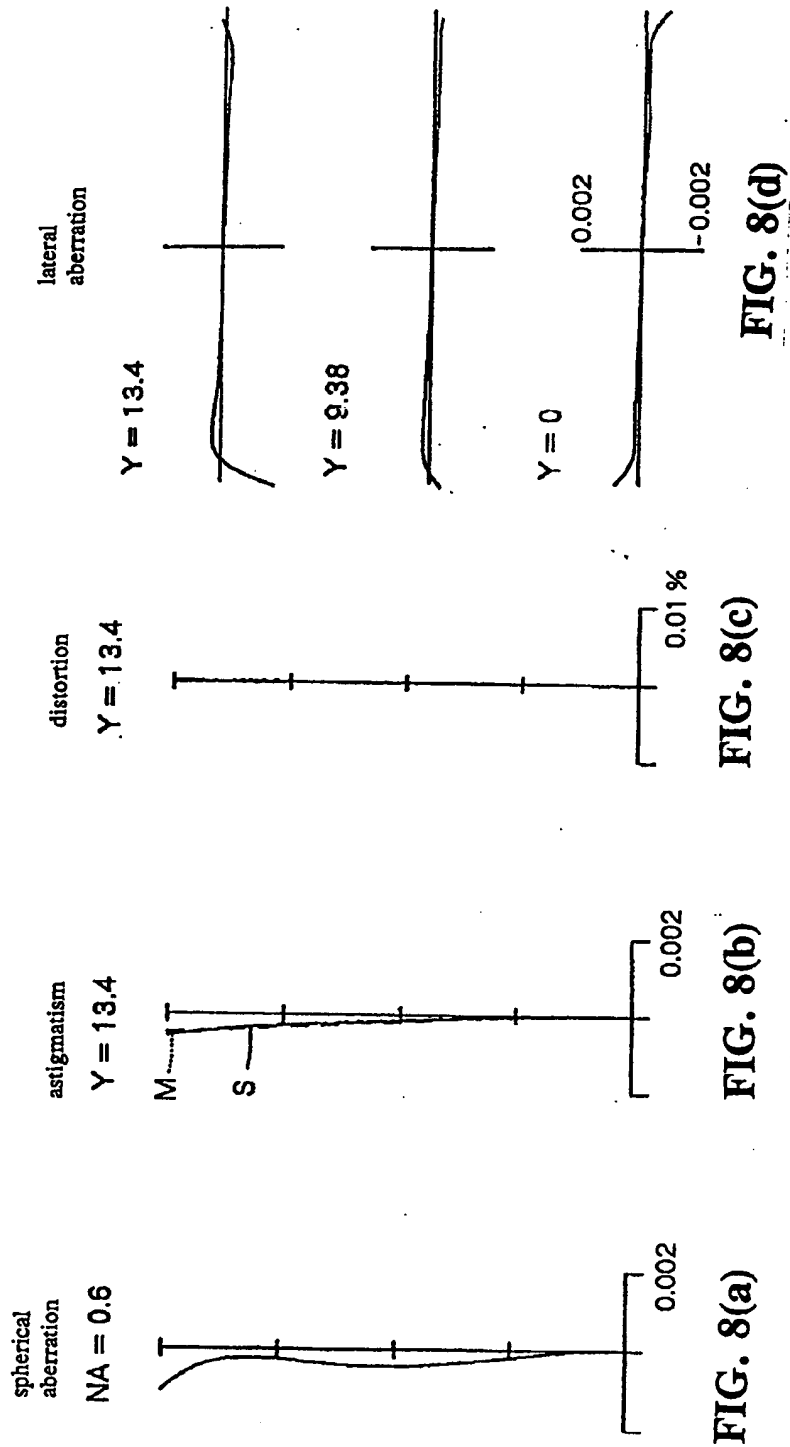 spherical
aberration
NA = 0.6
0.002
FIG. 8(a)
astigmatism
Y = 13.4
M
S
0.002
FIG. 8(b)
distortion
Y = 13.4
0.01 %
FIG. 8(c)
lateral
aberration
Y = 13.4
Y = 9.38
Y = 0
0.002
-0.002
FIG. 8(d)